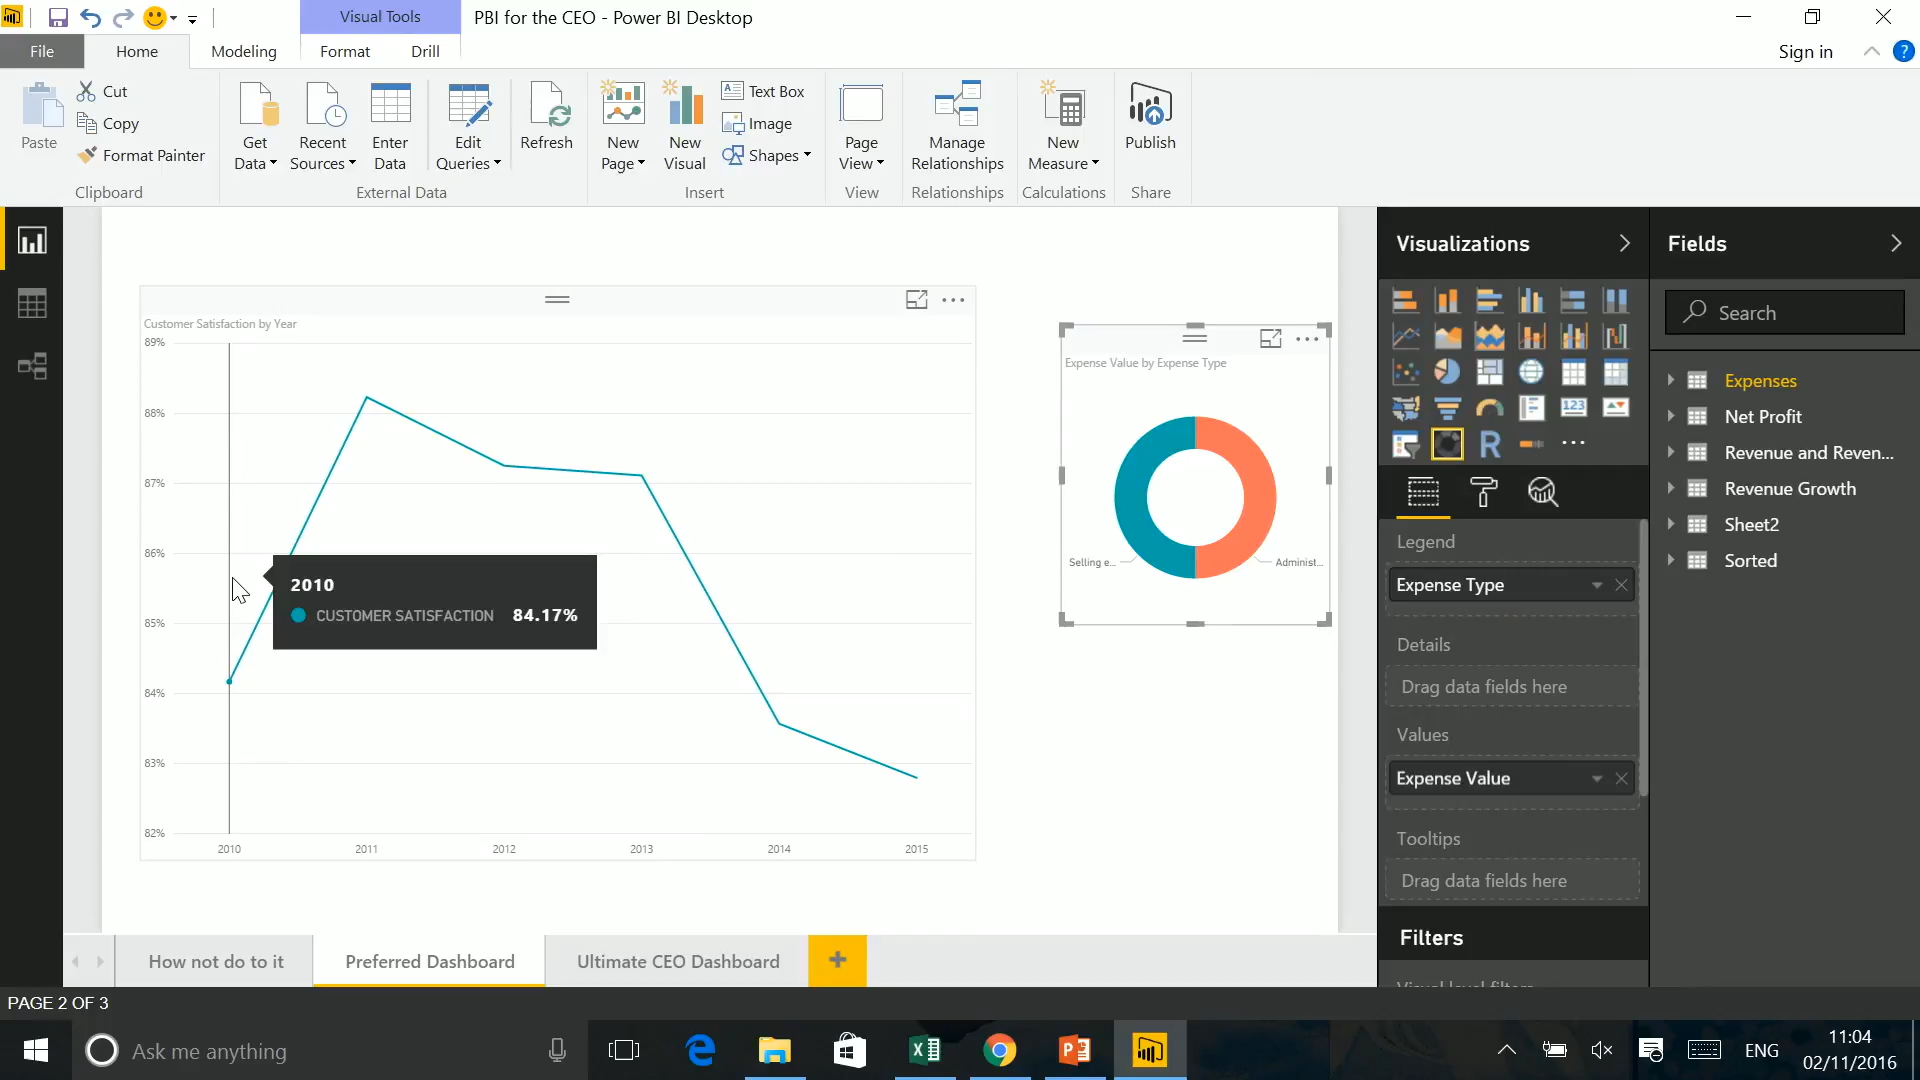 Visual Tools
PBI for the CEO - Power BI Desktop
File
Home
Modeling
Format
Drill
Sign in
?
Paste
Cut
Copy
Format Painter
Clipboard
Get
Data
Recent
Sources
Enter
Data
Edit
Queries
Refresh
External Data
New
Page
New
Visual
Text Box
Image
Shapes
Insert
Page
View
View
Manage
Relationships
Relationships
New
Measure
Calculations
Publish
Share
Customer Satisfaction by Year
89%
88%
87%
86%
85%
84%
83%
82%
2010
2011
2012
2013
2014
2015
2010
CUSTOMER SATISFACTION 84.17%
Expense Value by Expense Type
Selling e...
Administ...
Visualizations
123
R
Legend
Expense Type
Details
Drag data fields here
Values
Expense Value
Tooltips
Drag data fields here
Filters
Fields
Search
Expenses
Net Profit
Revenue and Reven...
Revenue Growth
Sheet2
Sorted
How not do to it
Preferred Dashboard
Ultimate CEO Dashboard
PAGE 2 OF 3
Ask me anything
ENG
11:04
02/11/2016